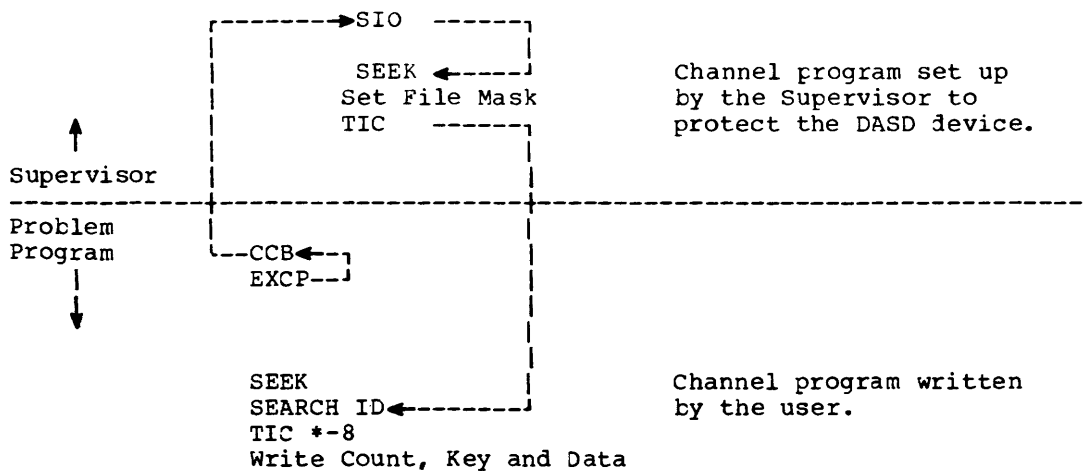 SIO
SEEK
Set File Mask
TIC
Channel program set up
by the Supervisor to
protect the DASD device.
Supervisor
Problem
Program
CCB
EXCP
SEEK
SEARCH ID
TIC *-8
Write Count, Key and Data
Channel program written
by the user.